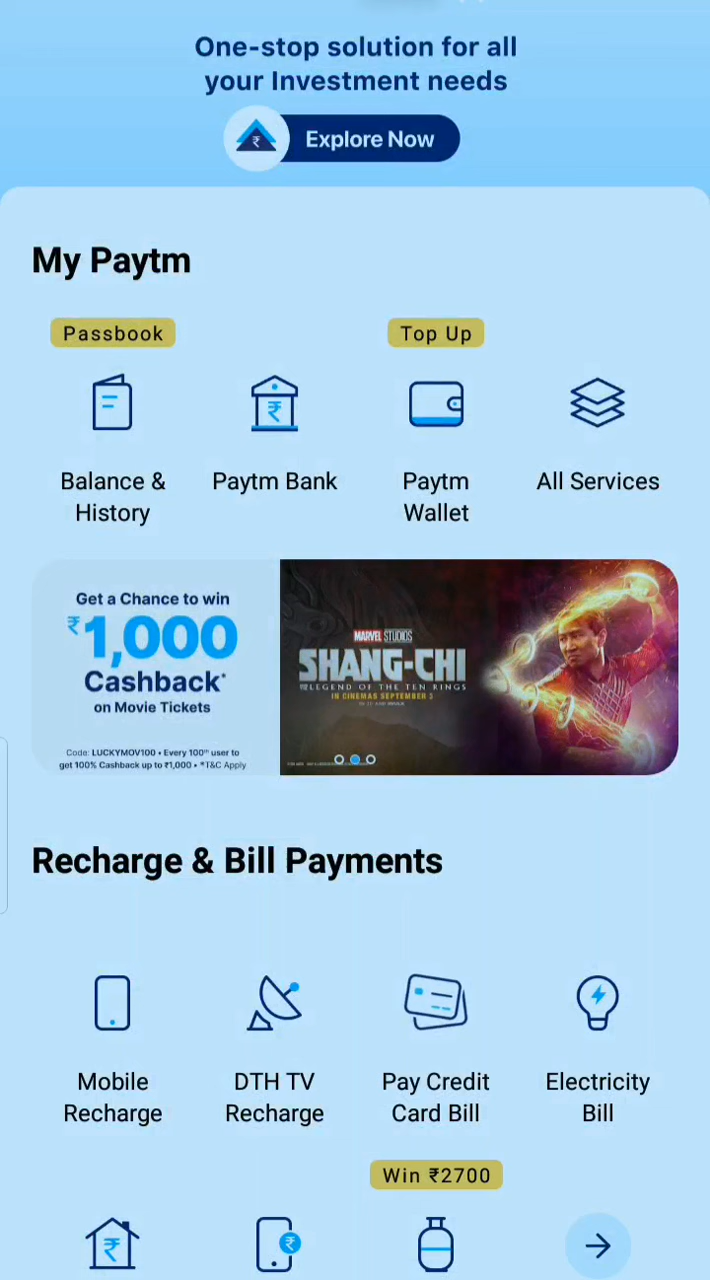 One-stop solution for all
your Investment needs
Explore Now
My Paytm
Passbook
Top Up
Balance &
History
Paytm Bank
Paytm
Wallet
All Services
Get a Chance to win
₹1,000
Cashback*
on Movie Tickets
Code: LUCKYMOV100 • Every 100th user to
get 100% Cashback up to ₹1,000 • *T&C Apply
MARVEL STUDIOS
SHANG-CHI
AND THE LEGEND OF THE TEN RINGS
IN CINEMAS SEPTEMBER 3
Recharge & Bill Payments
Mobile
Recharge
DTH TV
Recharge
Pay Credit
Card Bill
Electricity
Bill
Win ₹2700